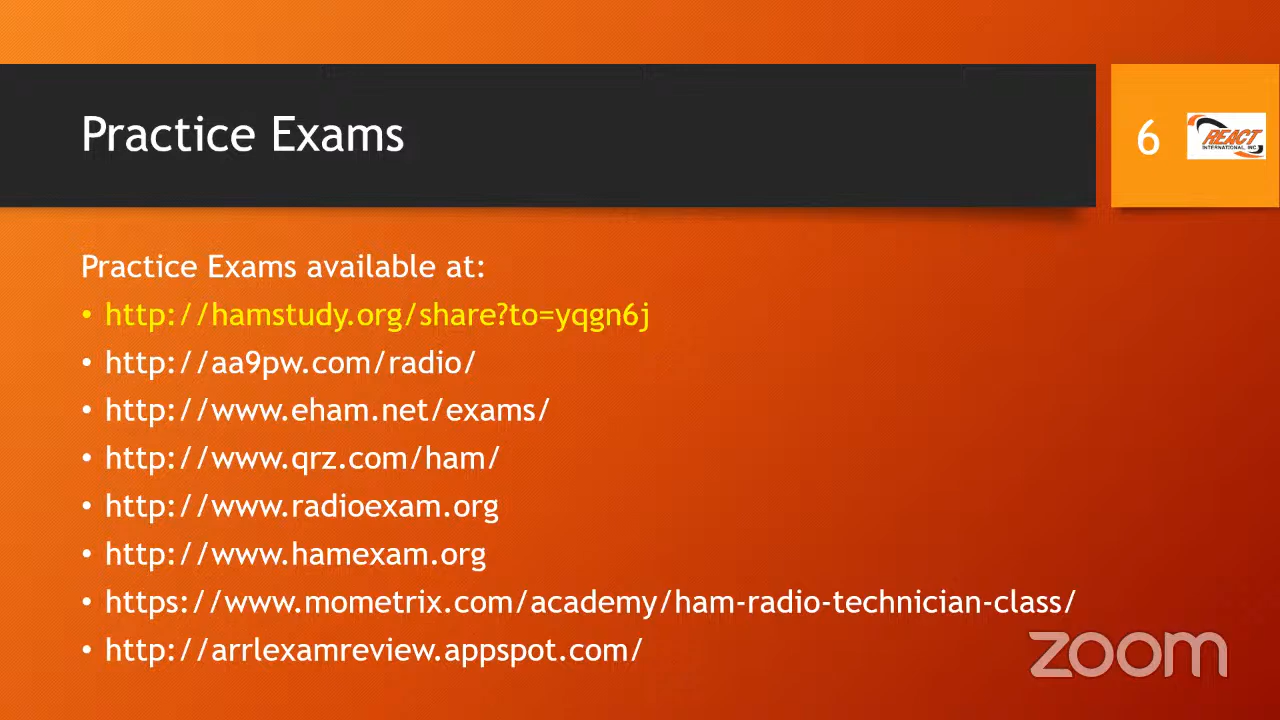 Practice Exams
6
REACT
INTERNATIONAL, INC.
Practice Exams available at:
• http://hamstudy.org/share?to=yqgn6j
• http://aa9pw.com/radio/
• http://www.eham.net/exams/
• http://www.qrz.com/ham/
• http://www.radioexam.org
• http://www.hamexam.org
• https://www.mometrix.com/academy/ham-radio-technician-class/
• http://arrlexamreview.appspot.com/
zoom